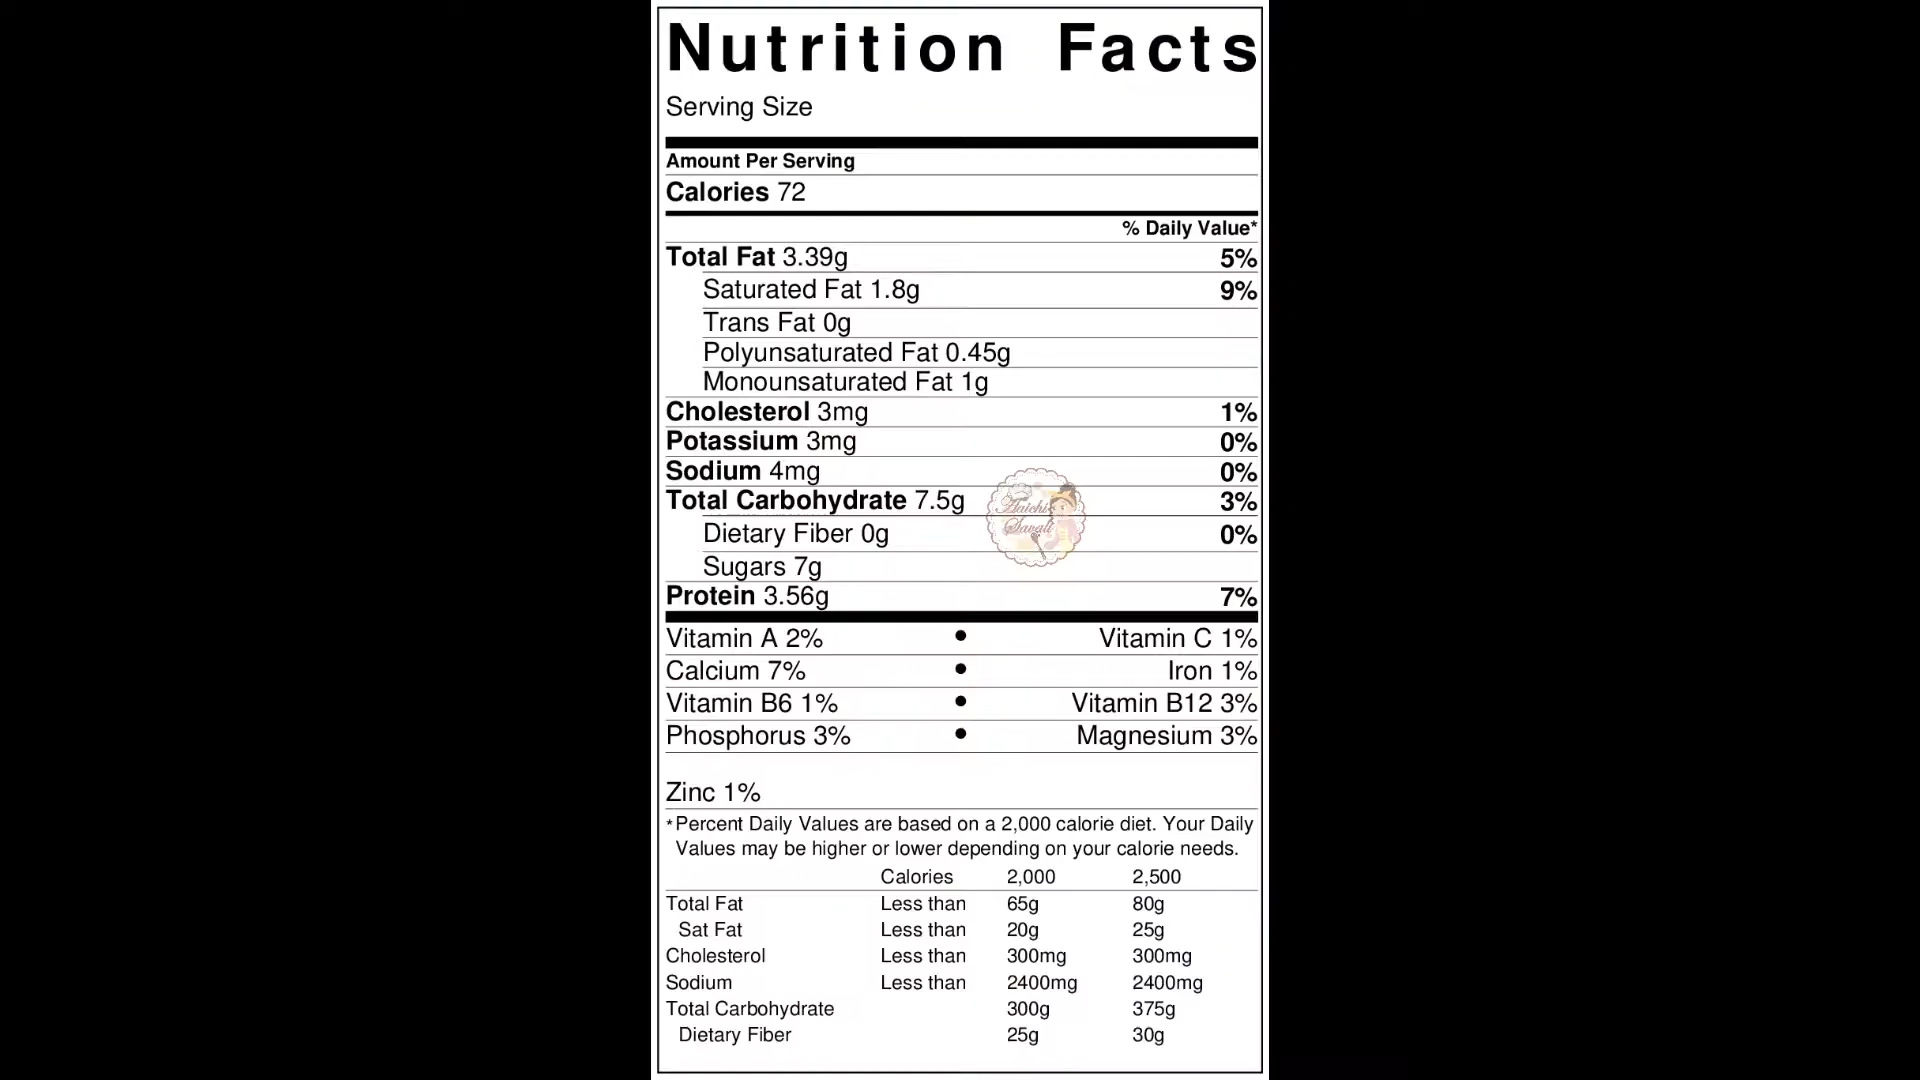 Nutrition Facts
Serving Size
Amount Per Serving
Calories 72
% Daily Value*
Total Fat 3.39g 5%
Saturated Fat 1.8g 9%
Trans Fat 0g
Polyunsaturated Fat 0.45g
Monounsaturated Fat 1g
Cholesterol 3mg 1%
Potassium 3mg 0%
Sodium 4mg 0%
Total Carbohydrate 7.5g 3%
Dietary Fiber 0g 0%
Sugars 7g
Protein 3.56g 7%
Vitamin A 2% • Vitamin C 1%
Calcium 7% • Iron 1%
Vitamin B6 1% • Vitamin B12 3%
Phosphorus 3% • Magnesium 3%
Zinc 1%
*Percent Daily Values are based on a 2,000 calorie diet. Your Daily
Values may be higher or lower depending on your calorie needs.
Calories 2,000 2,500
Total Fat Less than 65g 80g
Sat Fat Less than 20g 25g
Cholesterol Less than 300mg 300mg
Sodium Less than 2400mg 2400mg
Total Carbohydrate 300g 375g
Dietary Fiber 25g 30g